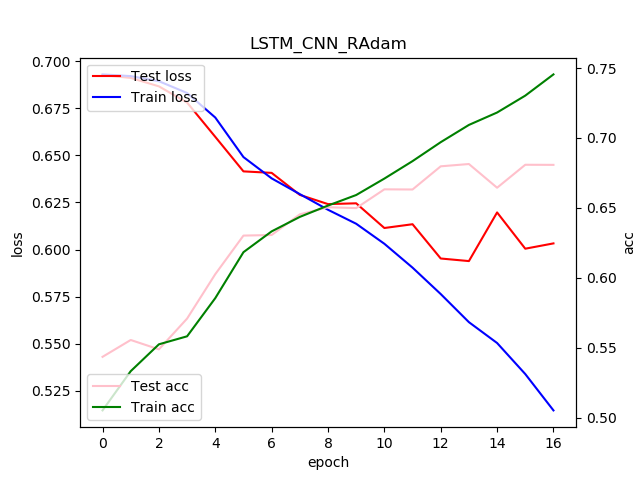 LSTM_CNN_RAdam
Test loss
Train loss
Test acc
Train acc
0.700
0.675
0.650
0.625
0.600
0.575
0.550
0.525
loss
0.75
0.70
0.65
0.60
0.55
0.50
acc
0 2 4 6 8 10 12 14 16
epoch